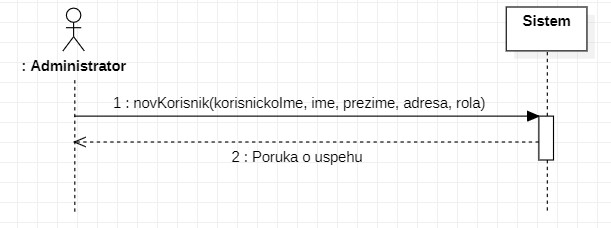 Sistem
: Administrator
1 : novKorisnik(korisnickoIme, ime, prezime, adresa, rola)
2 : Poruka o uspehu